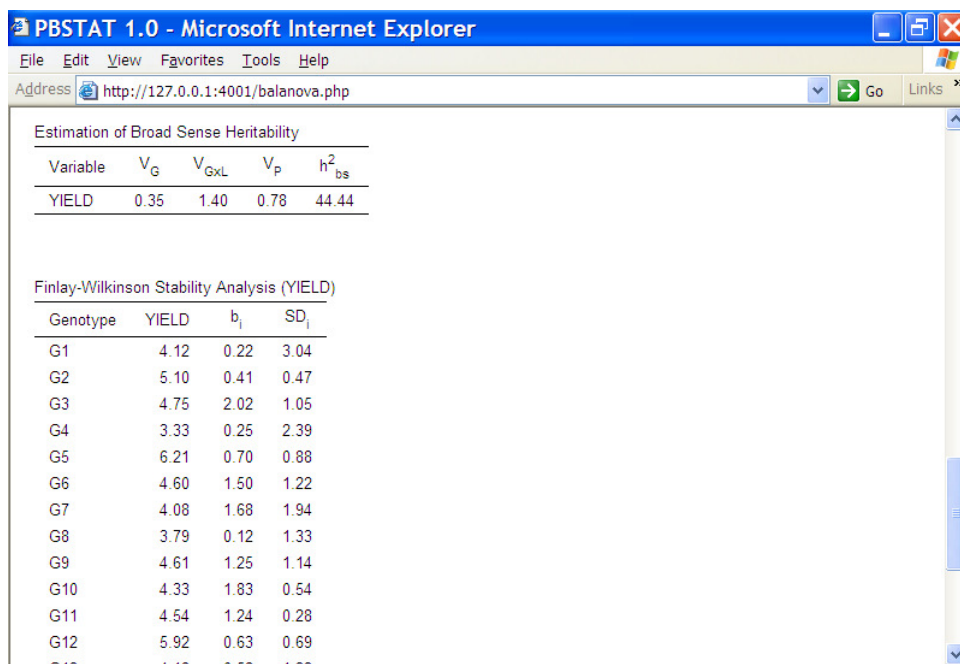 PBSTAT 1.0 - Microsoft Internet Explorer
File Edit View Favorites Tools Help
Address http://127.0.0.1:4001/balanova.php Go Links »
Estimation of Broad Sense Heritability
Variable V_G V_GxL V_P h²_bs
YIELD 0.35 1.40 0.78 44.44
Finlay-Wilkinson Stability Analysis (YIELD)
Genotype YIELD b_i SD_i
G1 4.12 0.22 3.04
G2 5.10 0.41 0.47
G3 4.75 2.02 1.05
G4 3.33 0.25 2.39
G5 6.21 0.70 0.88
G6 4.60 1.50 1.22
G7 4.08 1.68 1.94
G8 3.79 0.12 1.33
G9 4.61 1.25 1.14
G10 4.33 1.83 0.54
G11 4.54 1.24 0.28
G12 5.92 0.63 0.69